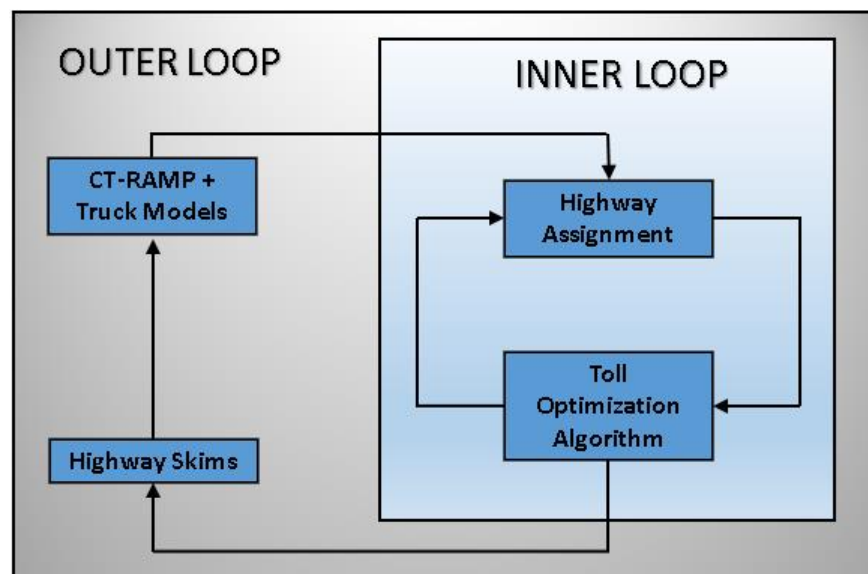 OUTER LOOP
INNER LOOP
CT-RAMP +
Truck Models
Highway
Assignment
Toll
Optimization
Algorithm
Highway Skims